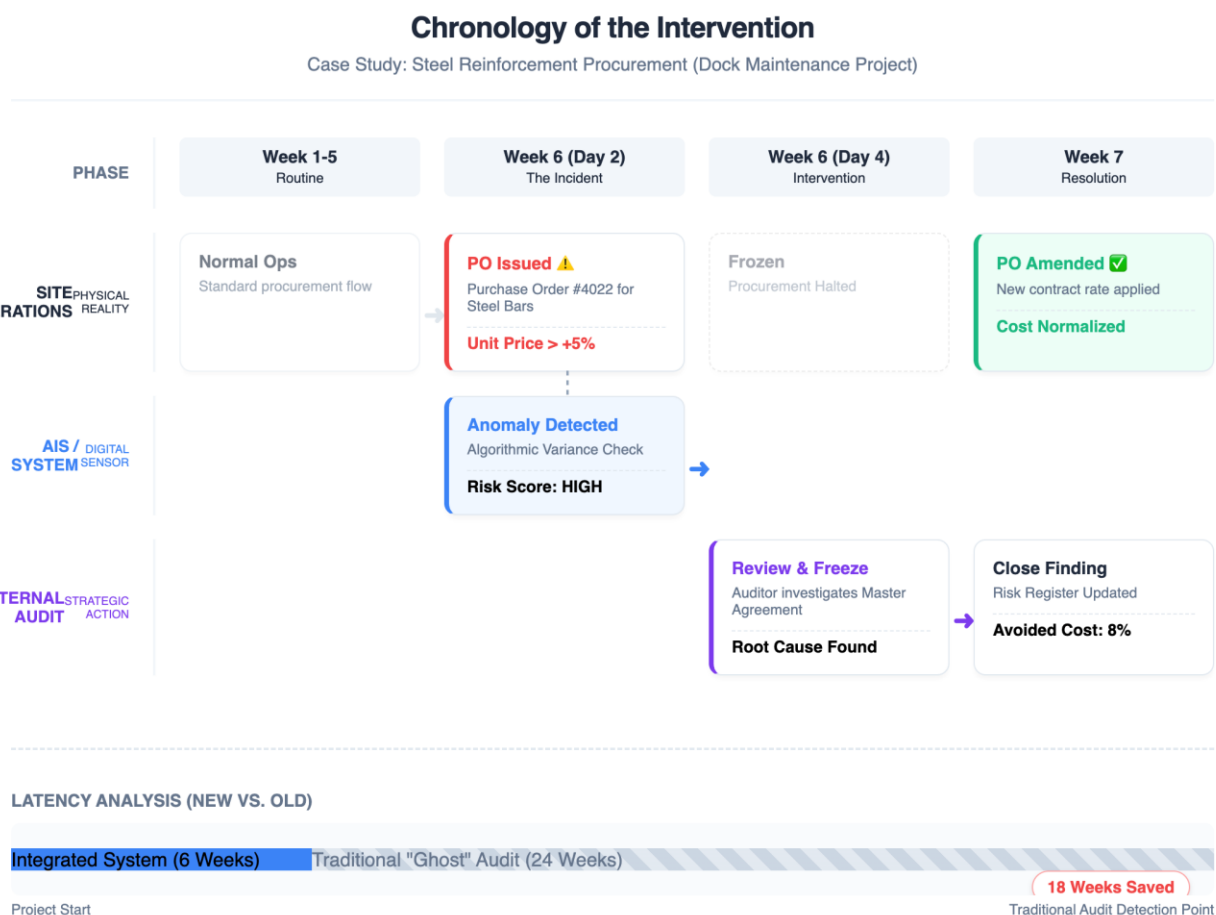 Chronology of the Intervention
Case Study: Steel Reinforcement Procurement (Dock Maintenance Project)
PHASE
Week 1-5
Routine
Week 6 (Day 2)
The Incident
Week 6 (Day 4)
Intervention
Week 7
Resolution
SITE
RATIONS
PHYSICAL
REALITY
Normal Ops
Standard procurement flow
PO Issued ⚠️
Purchase Order #4022 for
Steel Bars
Unit Price > +5%
Frozen
Procurement Halted
PO Amended ✅
New contract rate applied
Cost Normalized
AIS /
SYSTEM
DIGITAL
SENSOR
Anomaly Detected
Algorithmic Variance Check
Risk Score: HIGH
TERNAL
AUDIT
STRATEGIC
ACTION
Review & Freeze
Auditor investigates Master
Agreement
Root Cause Found
Close Finding
Risk Register Updated
Avoided Cost: 8%
LATENCY ANALYSIS (NEW VS. OLD)
Integrated System (6 Weeks)
Traditional "Ghost" Audit (24 Weeks)
18 Weeks Saved
Project Start
Traditional Audit Detection Point